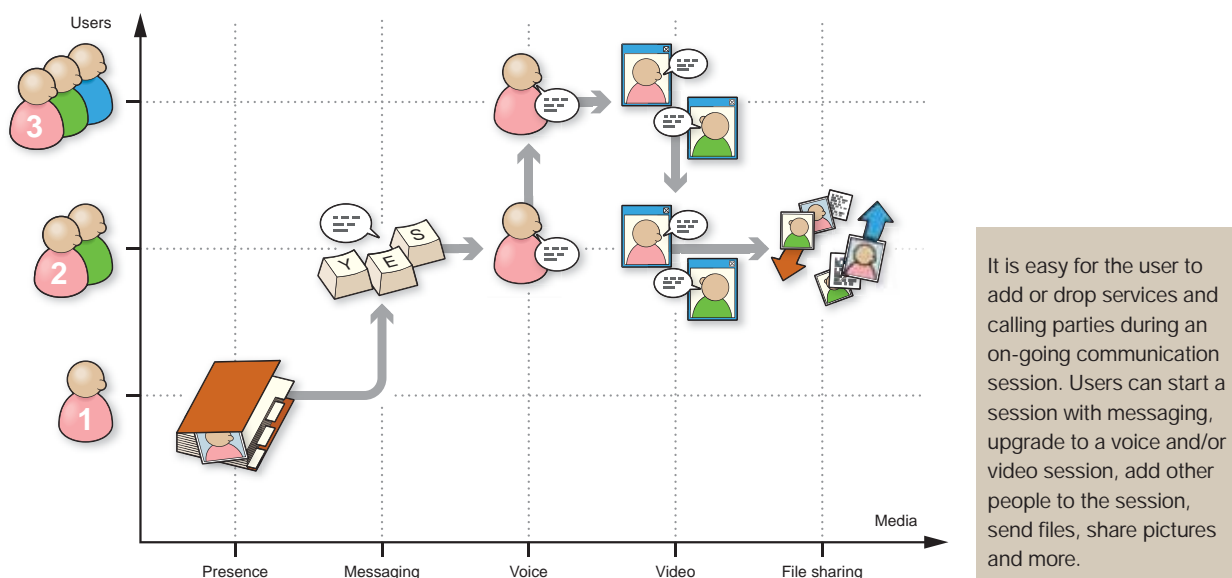 Users
3
2
1
Y E S
Media
Presence Messaging Voice Video File sharing
It is easy for the user to
add or drop services and
calling parties during an
on-going communication
session. Users can start a
session with messaging,
upgrade to a voice and/or
video session, add other
people to the session,
send files, share pictures
and more.